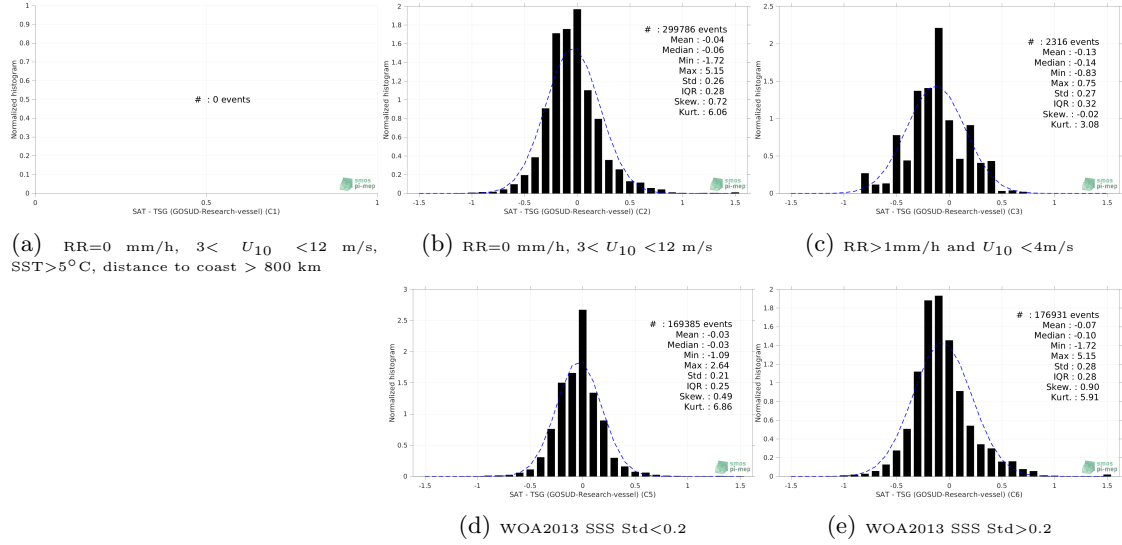 1
0.9
0.8
0.7
0.6
0.5
0.4
0.3
0.2
0.1
0
Normalized histogram
# : 0 events
smos
pi-mep
0 0.5 1
SAT - TSG (GOSUD-Research-vessel) (C1)
(a) RR=0 mm/h, 3< U10 <12 m/s,
SST>5°C, distance to coast > 800 km
2
1.8
1.6
1.4
1.2
1
0.8
0.6
0.4
0.2
0
Normalized histogram
# : 299786 events
Mean : -0.04
Median : -0.06
Min : -1.72
Max : 5.15
Std : 0.26
IQR : 0.28
Skew. : 0.72
Kurt. : 6.06
smos
pi-mep
-1.5 -1 -0.5 0 0.5 1 1.5
SAT - TSG (GOSUD-Research-vessel) (C2)
(b) RR=0 mm/h, 3< U10 <12 m/s
2.5
2
1.5
1
0.5
0
Normalized histogram
# : 2316 events
Mean : -0.13
Median : -0.14
Min : -0.83
Max : 0.75
Std : 0.27
IQR : 0.32
Skew. : -0.02
Kurt. : 3.08
smos
pi-mep
-1.5 -1 -0.5 0 0.5 1 1.5
SAT - TSG (GOSUD-Research-vessel) (C3)
(c) RR>1mm/h and U10 <4m/s
3
2.5
2
1.5
1
0.5
0
Normalized histogram
# : 169385 events
Mean : -0.03
Median : -0.03
Min : -1.09
Max : 2.64
Std : 0.21
IQR : 0.25
Skew. : 0.49
Kurt. : 6.86
smos
pi-mep
-1.5 -1 -0.5 0 0.5 1 1.5
SAT - TSG (GOSUD-Research-vessel) (C5)
(d) WOA2013 SSS Std<0.2
2
1.8
1.6
1.4
1.2
1
0.8
0.6
0.4
0.2
0
Normalized histogram
# : 176931 events
Mean : -0.07
Median : -0.10
Min : -1.72
Max : 5.15
Std : 0.28
IQR : 0.28
Skew. : 0.90
Kurt. : 5.91
smos
pi-mep
-1.5 -1 -0.5 0 0.5 1 1.5
SAT - TSG (GOSUD-Research-vessel) (C6)
(e) WOA2013 SSS Std>0.2